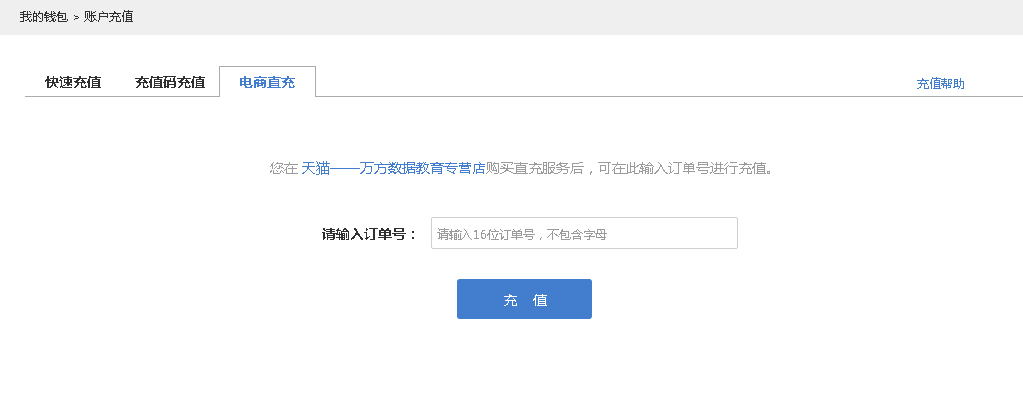 我的钱包 > 账户充值
快速充值 充值码充值 电商直充 充值帮助
您在 天猫——万方数据教育专营店购买直充服务后，可在此输入订单号进行充值。
请输入订单号： 请输入16位订单号，不包含字母
充 值